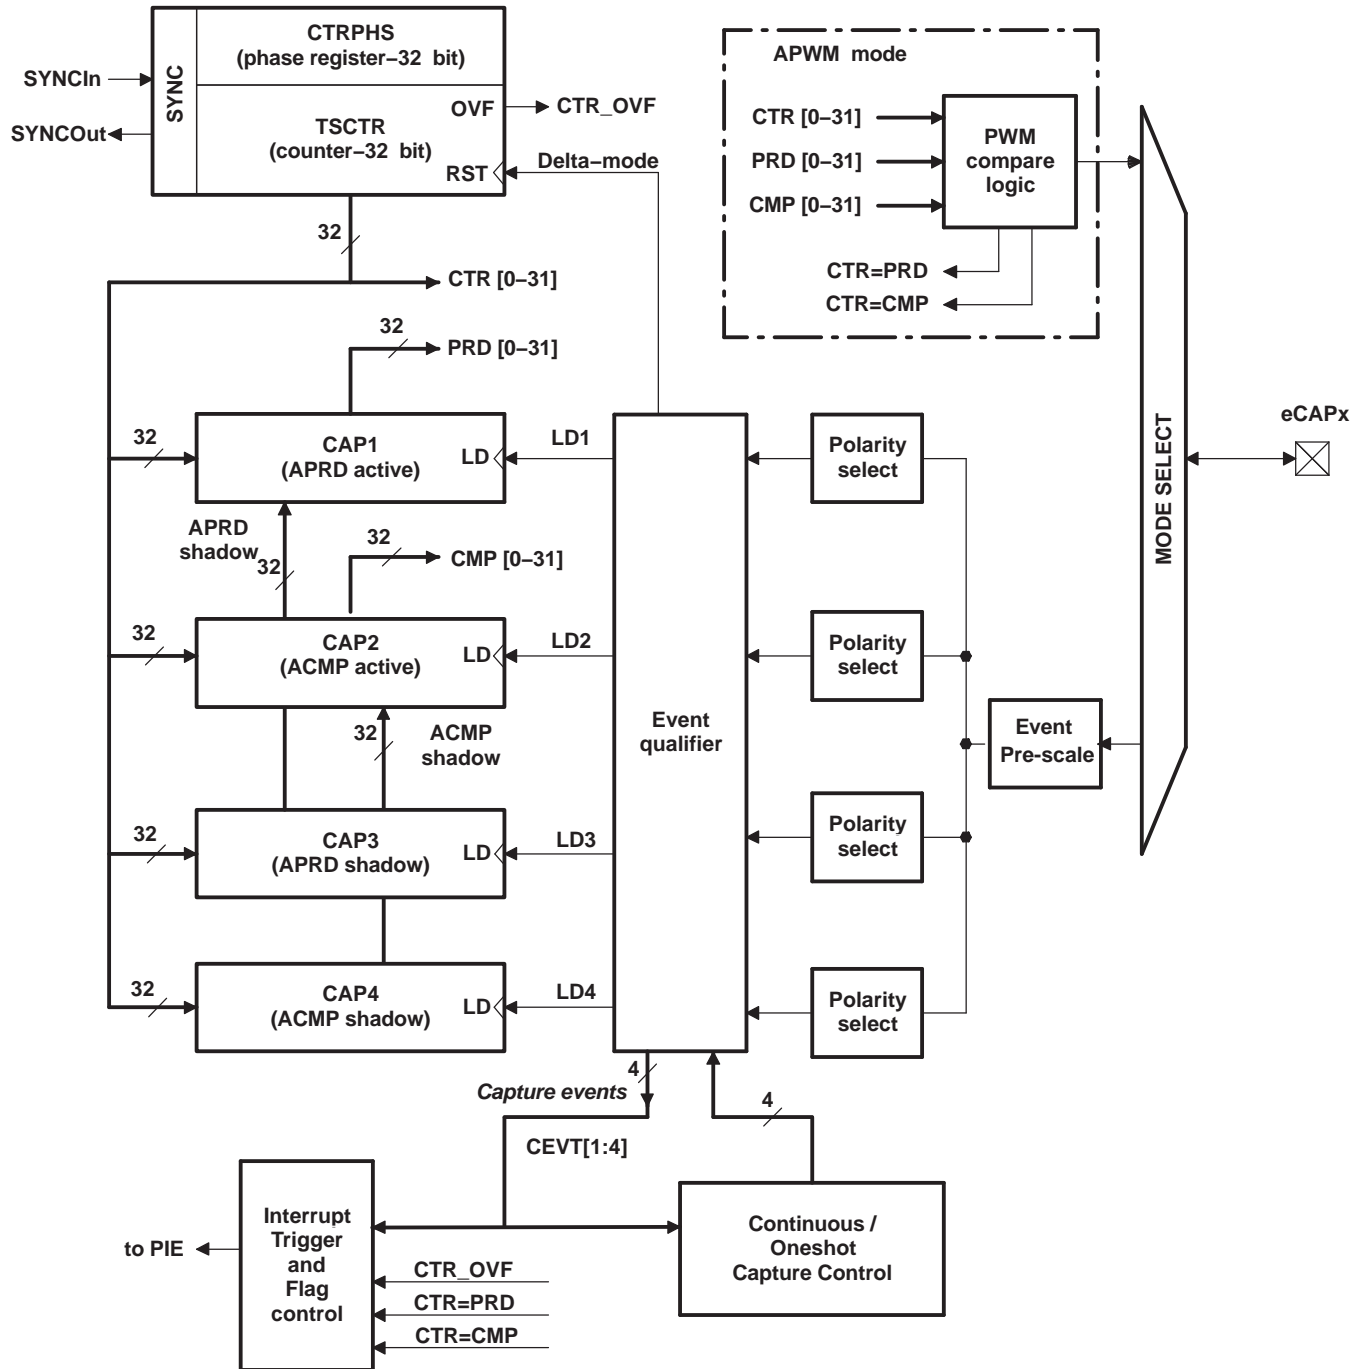 CTRPHS
(phase register−32 bit)
APWM mode
SYNCIn
SYNC
OVF
CTR_OVF
SYNCOut
TSCTR
(counter−32 bit)
RST
Delta−mode
CTR [0−31]
PRD [0−31]
CMP [0−31]
PWM
compare
logic
CTR=PRD
CTR=CMP
32
CTR [0−31]
32
PRD [0−31]
MODE SELECT
eCAPx
32
CAP1
(APRD active)
LD
LD1
Polarity
select
APRD
shadow
32
32
CMP [0−31]
32
CAP2
(ACMP active)
LD
LD2
Polarity
select
32
ACMP
shadow
Event
qualifier
Event
Pre-scale
32
CAP3
(APRD shadow)
LD
LD3
Polarity
select
32
CAP4
(ACMP shadow)
LD
LD4
Polarity
select
4
Capture events
4
CEVT[1:4]
to PIE
Interrupt
Trigger
and
Flag
control
CTR_OVF
CTR=PRD
CTR=CMP
Continuous /
Oneshot
Capture Control